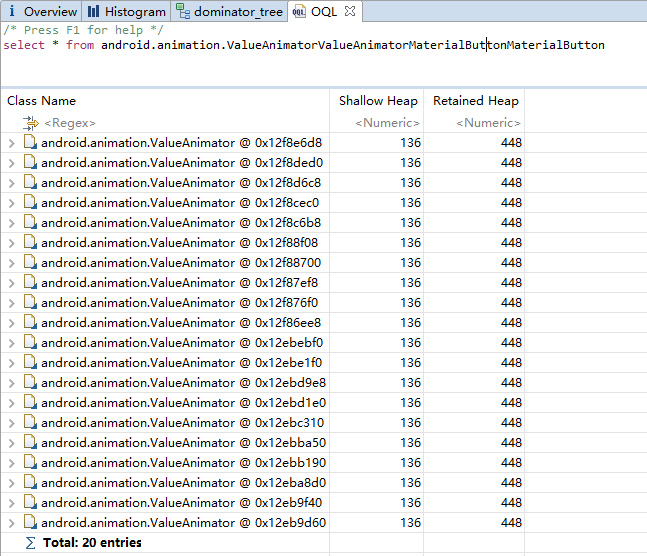 i Overview Histogram dominator_tree OQL
/* Press F1 for help */
select * from android.animation.ValueAnimatorValueAnimatorMaterialButtonMaterialButton
Class Name Shallow Heap Retained Heap
<Regex> <Numeric> <Numeric>
android.animation.ValueAnimator @ 0x12f8e6d8 136 448
android.animation.ValueAnimator @ 0x12f8ded0 136 448
android.animation.ValueAnimator @ 0x12f8d6c8 136 448
android.animation.ValueAnimator @ 0x12f8cec0 136 448
android.animation.ValueAnimator @ 0x12f8c6b8 136 448
android.animation.ValueAnimator @ 0x12f88f08 136 448
android.animation.ValueAnimator @ 0x12f88700 136 448
android.animation.ValueAnimator @ 0x12f87ef8 136 448
android.animation.ValueAnimator @ 0x12f876f0 136 448
android.animation.ValueAnimator @ 0x12f86ee8 136 448
android.animation.ValueAnimator @ 0x12ebebf0 136 448
android.animation.ValueAnimator @ 0x12ebe1f0 136 448
android.animation.ValueAnimator @ 0x12ebd9e8 136 448
android.animation.ValueAnimator @ 0x12ebd1e0 136 448
android.animation.ValueAnimator @ 0x12ebc310 136 448
android.animation.ValueAnimator @ 0x12ebba50 136 448
android.animation.ValueAnimator @ 0x12ebb190 136 448
android.animation.ValueAnimator @ 0x12eba8d0 136 448
android.animation.ValueAnimator @ 0x12eb9f40 136 448
android.animation.ValueAnimator @ 0x12eb9d60 136 448
Σ Total: 20 entries